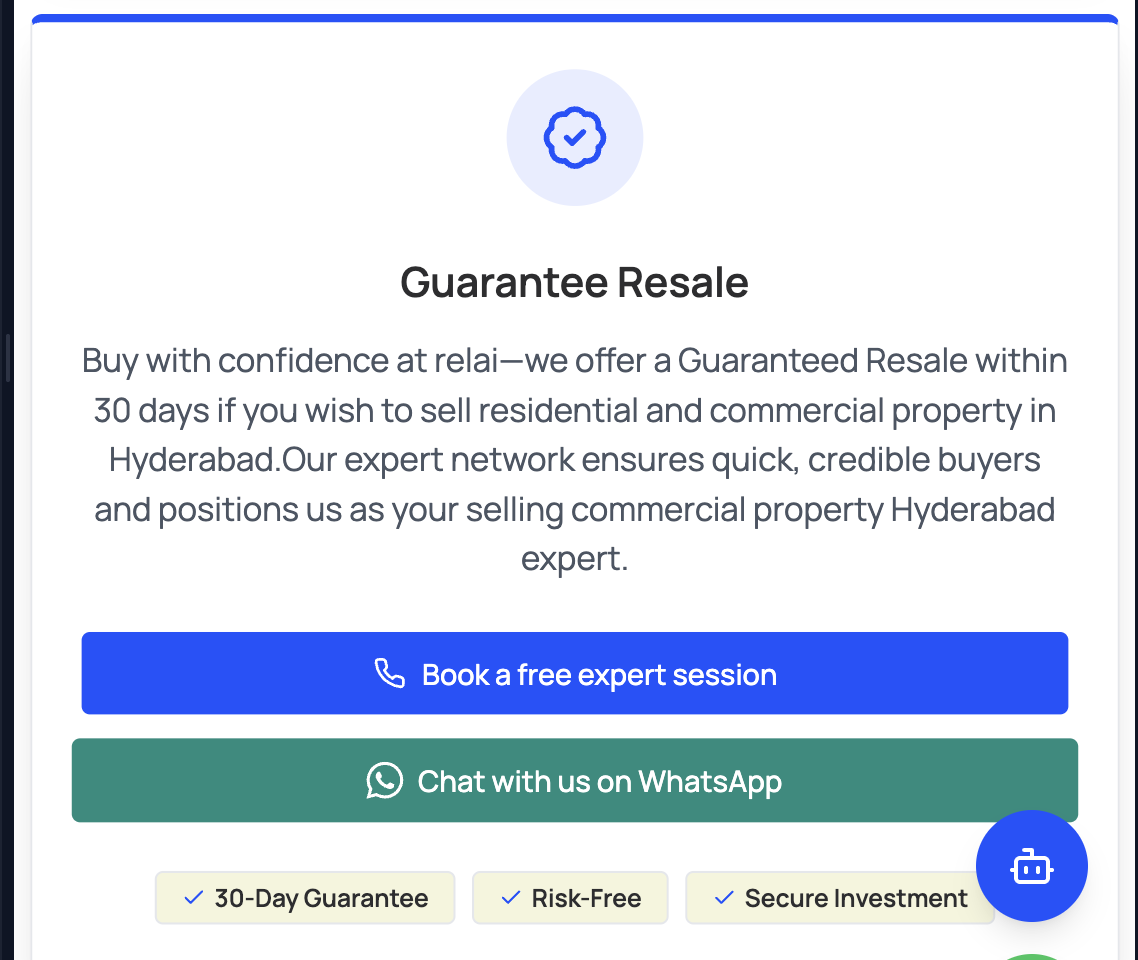 Guarantee Resale
Buy with confidence at relai—we offer a Guaranteed Resale within
30 days if you wish to sell residential and commercial property in
Hyderabad.Our expert network ensures quick, credible buyers
and positions us as your selling commercial property Hyderabad
expert.
Book a free expert session
Chat with us on WhatsApp
30-Day Guarantee
Risk-Free
Secure Investment